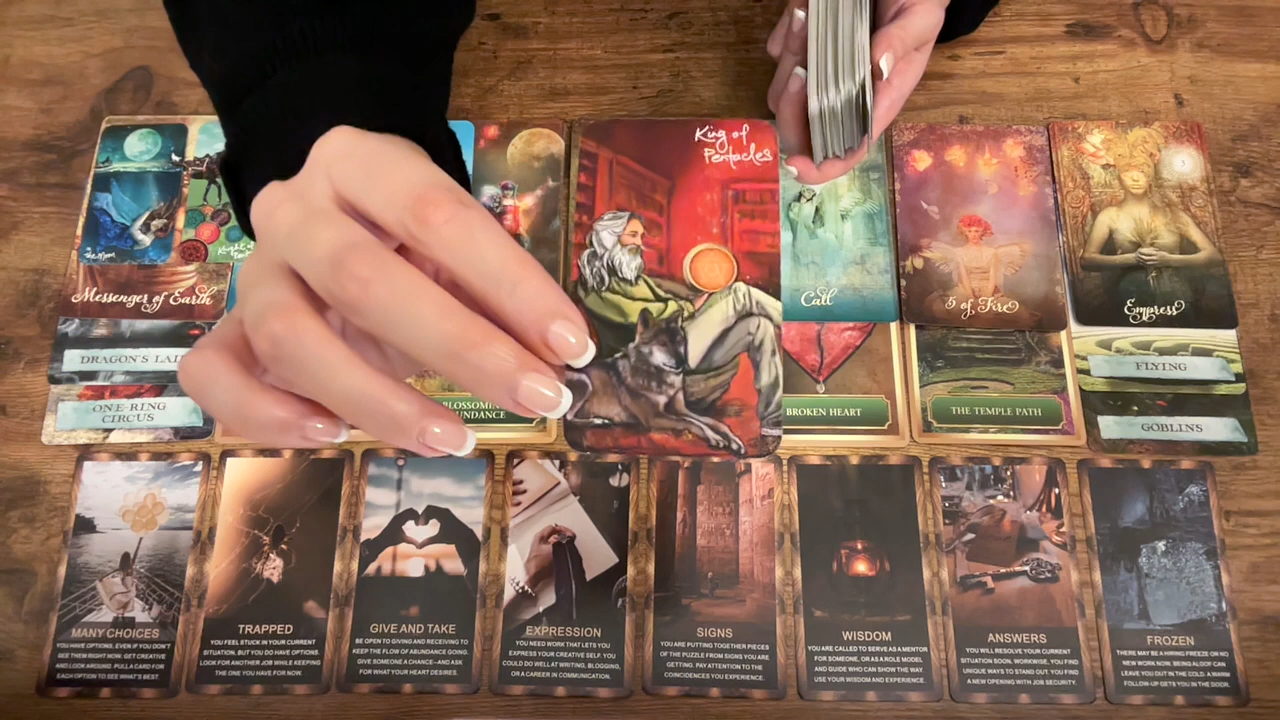 King of
Pentacles
the Moon
Knight of
Messenger of Earth
DRAGON'S LAI
ONE-RING
CIRCUS
BLOSSOMIN
UNDANCE
Call
BROKEN HEART
5 of Fire
THE TEMPLE PATH
Empress
FLYING
GOBLINS
MANY CHOICES
YOU HAVE OPTIONS, EVEN IF YOU DON'T
SEE THEM RIGHT NOW. GET CREATIVE
AND LOOK AROUND. PULL A CARD FOR
EACH OPTION TO SEE WHAT'S BEST.
TRAPPED
YOU FEEL STUCK IN YOUR CURRENT
SITUATION, BUT YOU DO HAVE OPTIONS.
LOOK FOR ANOTHER JOB WHILE KEEPING
THE ONE YOU HAVE FOR NOW.
GIVE AND TAKE
BE OPEN TO GIVING AND RECEIVING TO
KEEP THE FLOW OF ABUNDANCE GOING.
GIVE SOMEONE A CHANCE—AND ASK
FOR WHAT YOUR HEART DESIRES.
EXPRESSION
YOU NEED WORK THAT LETS YOU
EXPRESS YOUR CREATIVE SELF. YOU
COULD DO WELL AT WRITING, BLOGGING,
OR A CAREER IN COMMUNICATION.
SIGNS
YOU ARE PUTTING TOGETHER PIECES
OF THE PUZZLE FROM SIGNS YOU ARE
GETTING. PAY ATTENTION TO THE
COINCIDENCES YOU EXPERIENCE.
WISDOM
YOU ARE CALLED TO SERVE AS A MENTOR
FOR SOMEONE, OR AS A ROLE MODEL
AND GUIDE WHO CAN SHOW THE WAY.
USE YOUR WISDOM AND EXPERIENCE.
ANSWERS
YOU WILL RESOLVE YOUR CURRENT
SITUATION SOON. WORKWISE, YOU FIND
UNIQUE WAYS TO STAND OUT. YOU FIND
A NEW OPENING WITH JOB SECURITY.
FROZEN
THERE MAY BE A HIRING FREEZE OR NO
NEW WORK NOW. BEING ALOOF CAN
LEAVE YOU OUT IN THE COLD. A WARM
FOLLOW-UP GETS YOU IN THE DOOR.